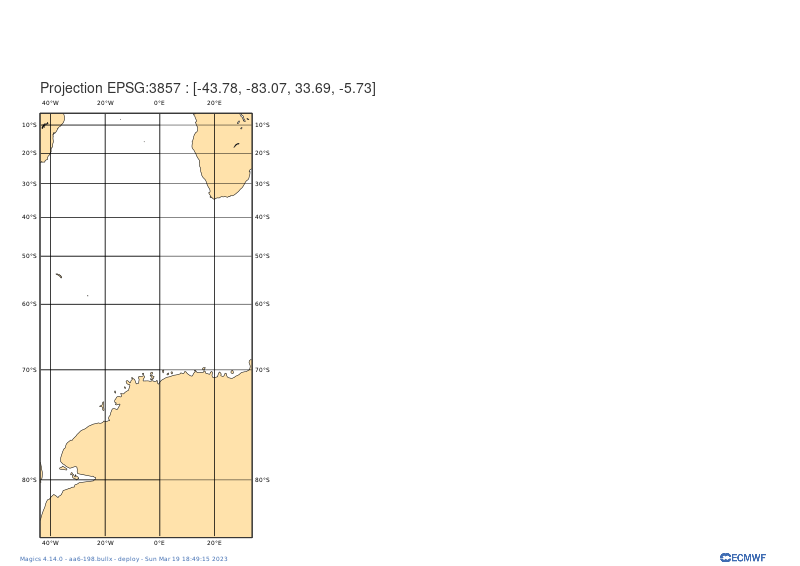 Projection EPSG:3857 : [-43.78, -83.07, 33.69, -5.73]
40°W 20°W 0°E 20°E
10°S 10°S
20°S 20°S
30°S 30°S
40°S 40°S
50°S 50°S
60°S 60°S
70°S 70°S
80°S 80°S
40°W 20°W 0°E 20°E
Magics 4.14.0 - aa6-198.bullx - deploy - Sun Mar 19 18:49:15 2023
ECMWF